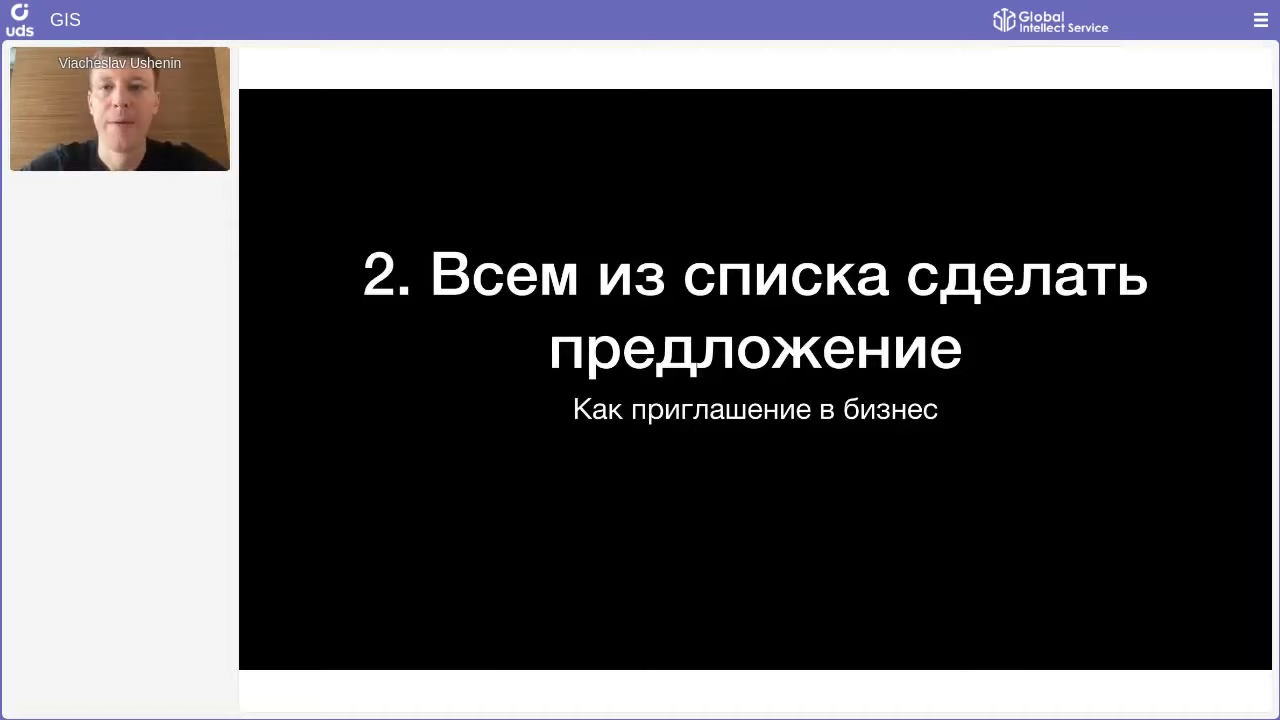 uds
GIS
Global
Intellect Service
Viacheslav Ushenin
2. Всем из списка сделать
предложение
Как приглашение в бизнес